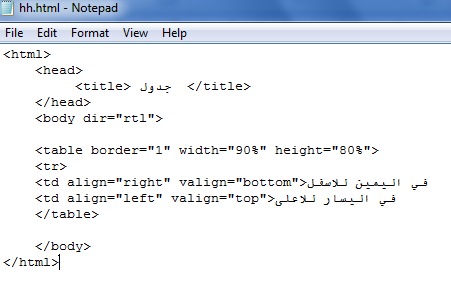 hh.html - Notepad
File Edit Format View Help
<html>
<head>
<title> جدول </title>
</head>
<body dir="rtl">
<table border="1" width="90%" height="80%">
<tr>
<td align="right" valign="bottom">في اليمين للاسفل
<td align="left" valign="top">في اليسار للاعلى
</table>
</body>
</html>